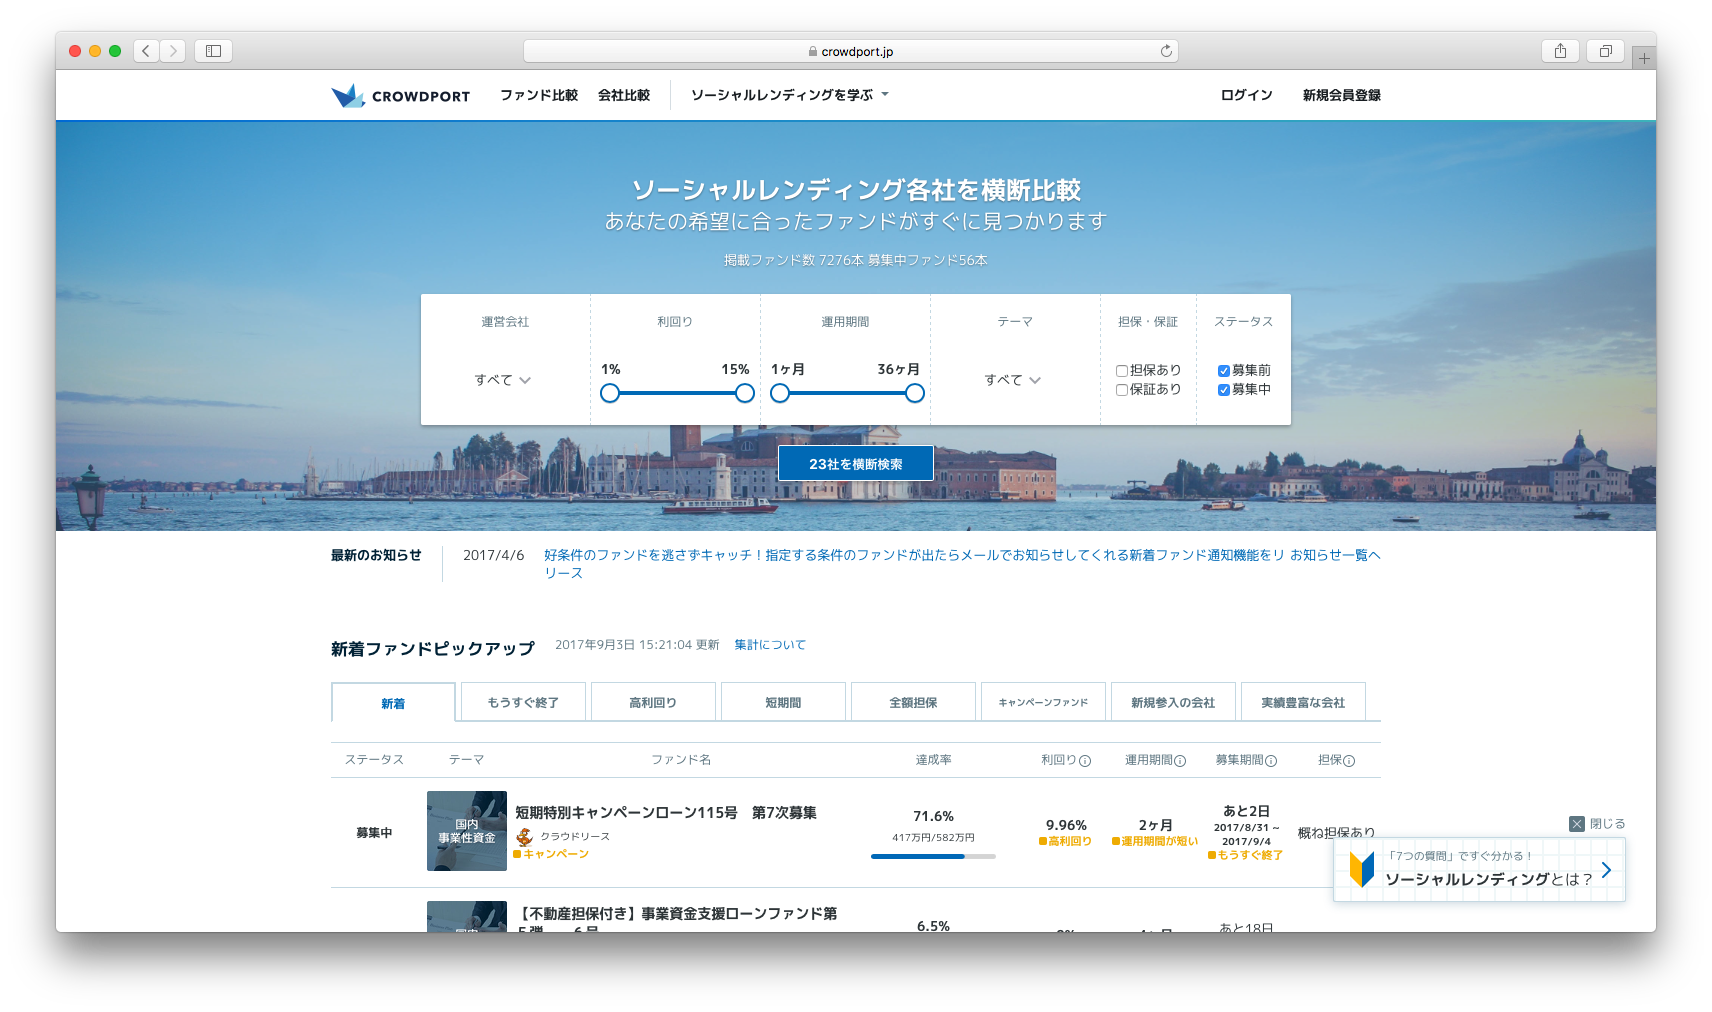 crowdport.jp
CROWDPORT ファンド比較 会社比較 ソーシャルレンディングを学ぶ ログイン 新規会員登録
ソーシャルレンディング各社を横断比較
あなたの希望に合ったファンドがすぐに見つかります
掲載ファンド数 7276本 募集中ファンド56本
運営会社 利回り 運用期間 テーマ 担保・保証 ステータス
すべて 1% 15% 1ヶ月 36ヶ月 すべて 担保あり 募集前
保証あり 募集中
23社を横断検索
最新のお知らせ 2017/4/6 好条件のファンドを逃さずキャッチ！指定する条件のファンドが出たらメールでお知らせしてくれる新着ファンド通知機能をリ お知らせ一覧へ
リース
新着ファンドピックアップ 2017年9月3日 15:21:04 更新 集計について
新着 もうすぐ終了 高利回り 短期間 全額担保 キャンペーンファンド 新規参入の会社 実績豊富な会社
ステータス テーマ ファンド名 達成率 利回り 運用期間 募集期間 担保
募集中
国内
事業性資金
短期特別キャンペーンローン115号　第7次募集
クラウドリース
キャンペーン
71.6%
417万円/582万円
9.96%
高利回り
2ヶ月
運用期間が短い
あと2日
2017/8/31 ~
2017/9/4
もうすぐ終了
概ね担保あり
閉じる
「7つの質問」ですぐ分かる！
ソーシャルレンディングとは？
【不動産担保付き】事業資金支援ローンファンド第
6.5%
あと18日